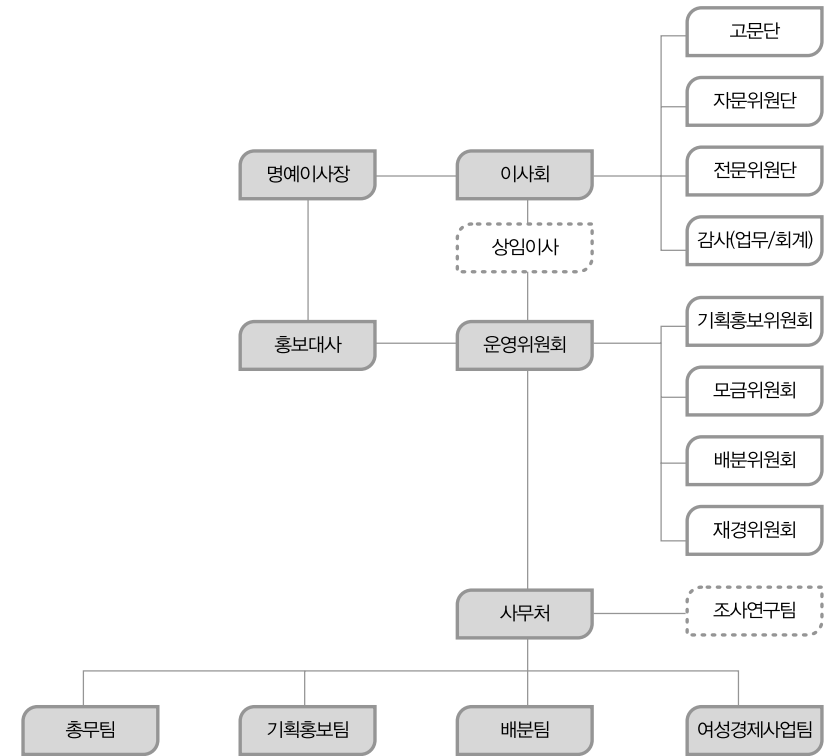 고문단
자문위원단
전문위원단
감사(업무/회계)
명예이사장
이사회
상임이사
홍보대사
운영위원회
기획홍보위원회
모금위원회
배분위원회
재경위원회
사무처
조사연구팀
총무팀
기획홍보팀
배분팀
여성경제사업팀